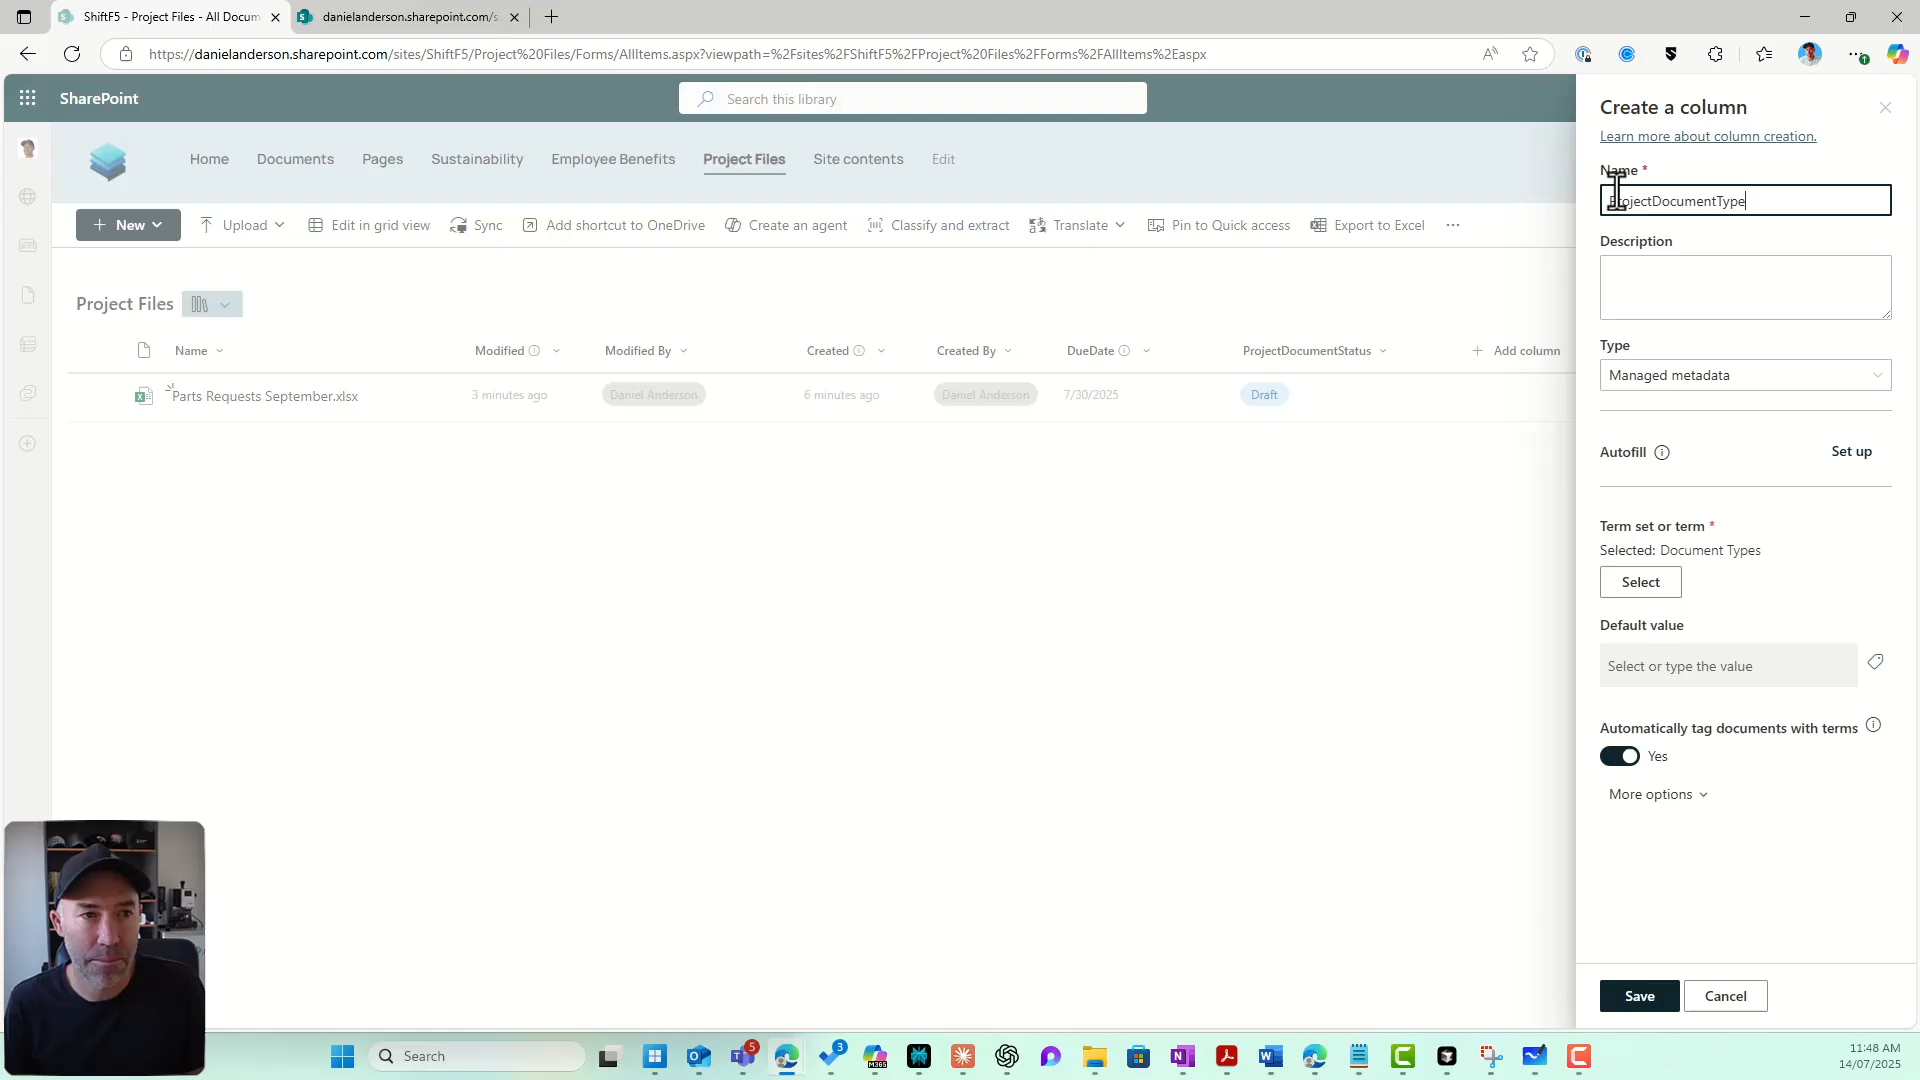 ShiftF5 - Project Files - All Docum
danielanderson.sharepoint.com/s
https://danielanderson.sharepoint.com/sites/ShiftF5/Project%20Files/Forms/AllItems.aspx?viewpath=%2Fsites%2FShiftF5%2FProject%20Files%2FForms%2FAllItems%2Easpx
SharePoint
Search this library
Home Documents Pages Sustainability Employee Benefits Project Files Site contents Edit
New Upload Edit in grid view Sync Add shortcut to OneDrive Create an agent Classify and extract Translate Pin to Quick access Export to Excel
Project Files
Name Modified Modified By Created Created By DueDate ProjectDocumentStatus Add column
Parts Requests September.xlsx 3 minutes ago Daniel Anderson 6 minutes ago Daniel Anderson 7/30/2025 Draft
Create a column
Learn more about column creation.
Name *
ProjectDocumentType
Description
Type
Managed metadata
Autofill Set up
Term set or term *
Selected: Document Types
Select
Default value
Select or type the value
Automatically tag documents with terms
Yes
More options
Save Cancel
Search
5
3
M365
11:48 AM
14/07/2025